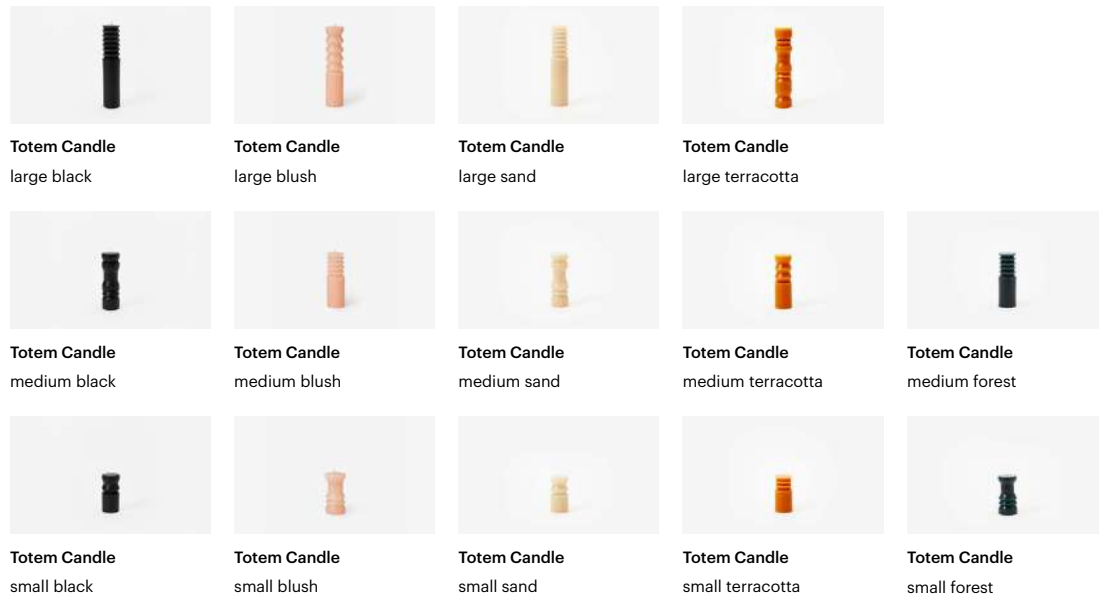 Totem Candle
large black
Totem Candle
large blush
Totem Candle
large sand
Totem Candle
large terracotta
Totem Candle
medium black
Totem Candle
medium blush
Totem Candle
medium sand
Totem Candle
medium terracotta
Totem Candle
medium forest
Totem Candle
small black
Totem Candle
small blush
Totem Candle
small sand
Totem Candle
small terracotta
Totem Candle
small forest